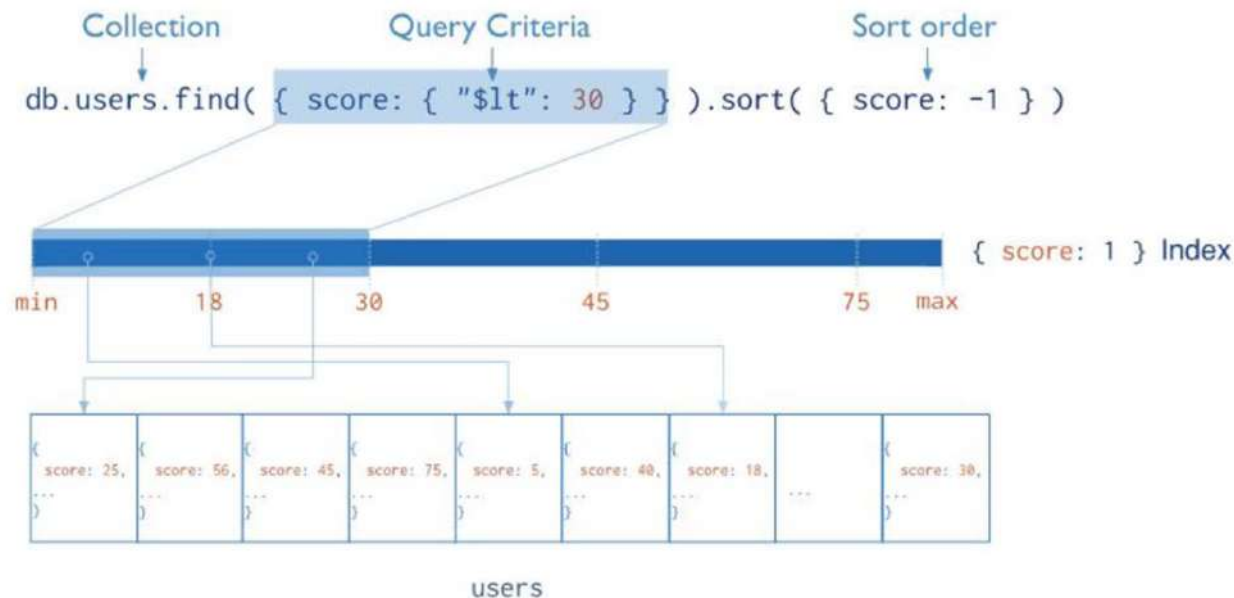 Collection Query Criteria Sort order
db.users.find( { score: { "$lt": 30 } } ).sort( { score: -1 } )
{ score: 1 } Index
min 18 30 45 75 max
{ { { { { { { {
score: 25, score: 56, score: 45, score: 75, score: 5, score: 40, score: 18, score: 30,
... ... ... ... ... ... ... ... ...
} } } } } } } }
users